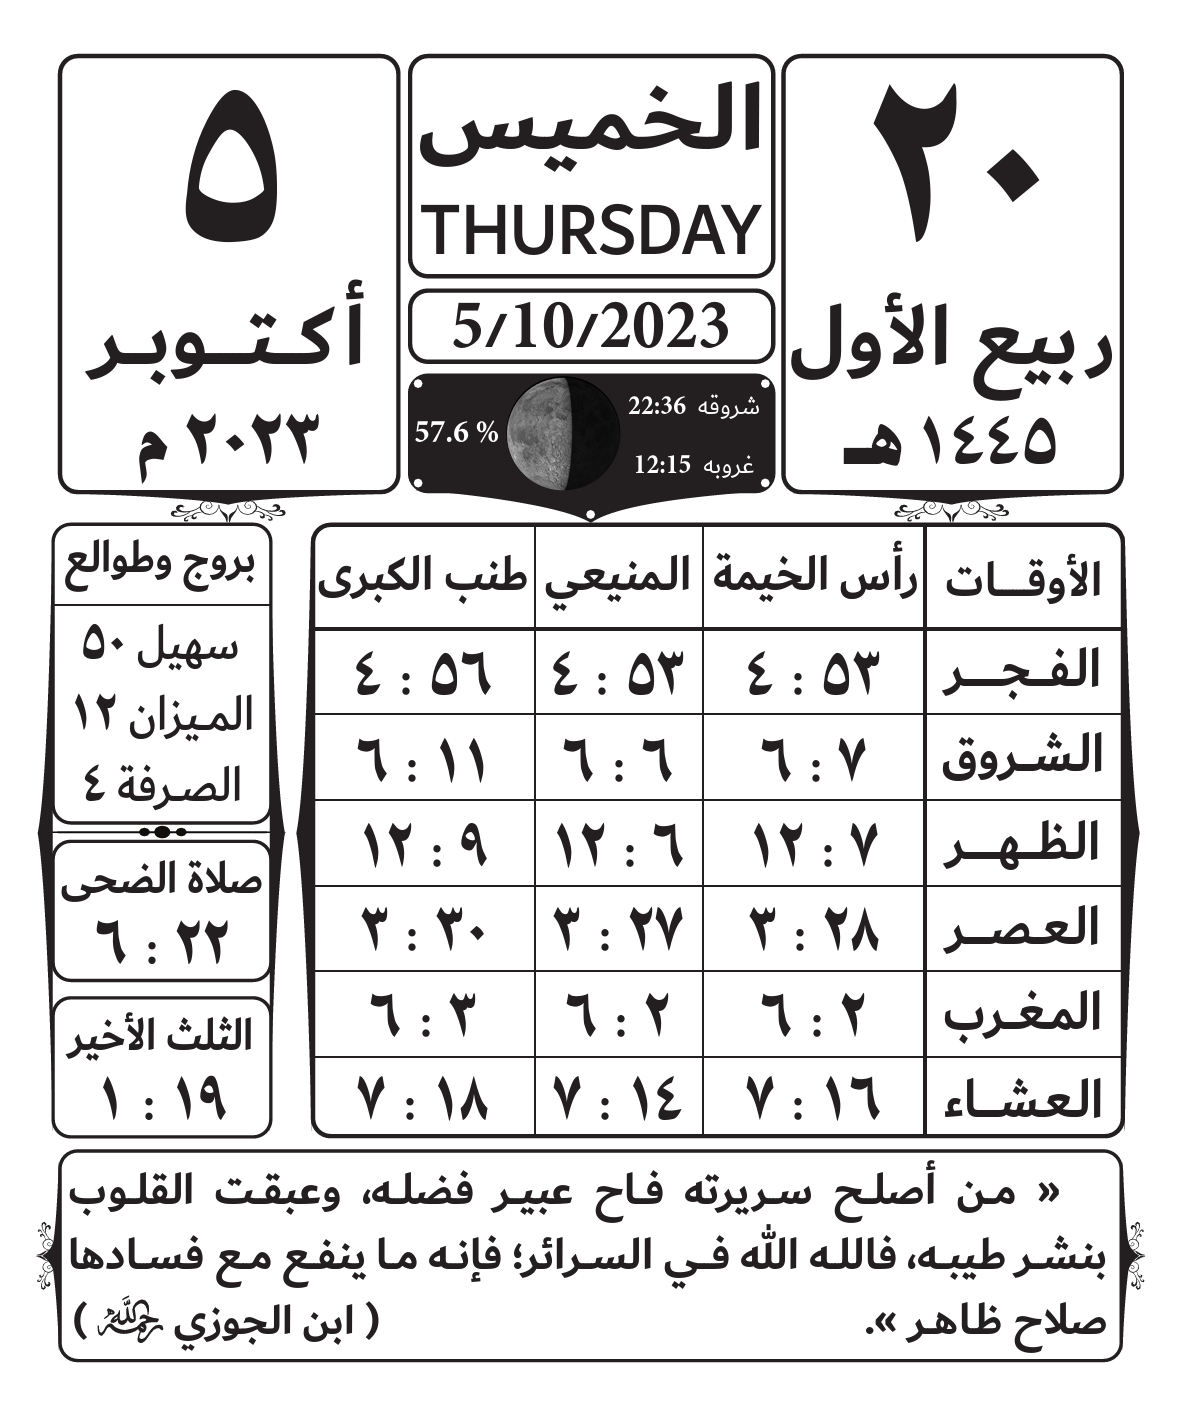 ٢٠
ربيع الأول
١٤٤٥ هـ
الخميس
THURSDAY
5/10/2023
شروقه 22:36
غروبه 12:15
57.6 %
٥
أكتوبر
٢٠٢٣ م
الأوقات رأس الخيمة المنيعي طنب الكبرى
الفجر ٥٣ : ٤ ٥٣ : ٤ ٥٦ : ٤
الشروق ٧ : ٦ ٦ : ٦ ١١ : ٦
الظهر ٧ : ١٢ ٦ : ١٢ ٩ : ١٢
العصر ٢٨ : ٣ ٢٧ : ٣ ٣٠ : ٣
المغرب ٢ : ٦ ٢ : ٦ ٣ : ٦
العشاء ١٦ : ٧ ١٤ : ٧ ١٨ : ٧
بروج وطوالع
سهيل ٥٠
الميزان ١٢
الصرفة ٤
صلاة الضحى
٢٢ : ٦
الثلث الأخير
١٩ : ١
« من أصلح سريرته فاح عبير فضله، وعبقت القلوب
بنشر طيبه، فالله الله في السرائر؛ فإنه ما ينفع مع فسادها
صلاح ظاهر ». ( ابن الجوزي رحمه الله )